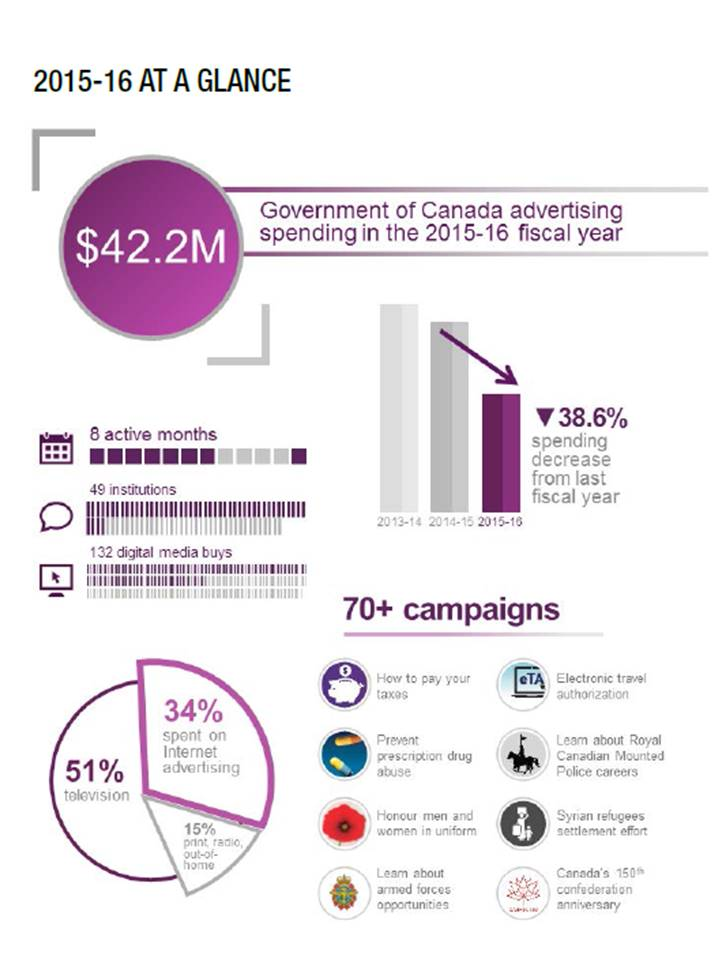 2015-16 AT A GLANCE
$42.2M
Government of Canada advertising
spending in the 2015-16 fiscal year
▼38.6%
spending
decrease
from last
fiscal year
2013-14 2014-15 2015-16
8 active months
49 institutions
132 digital media buys
70+ campaigns
How to pay your
taxes
Electronic travel
authorization
eTA
Prevent
prescription drug
abuse
Learn about Royal
Canadian Mounted
Police careers
Honour men and
women in uniform
Syrian refugees
settlement effort
Learn about
armed forces
opportunities
Canada's 150th
confederation
anniversary
34%
spent on
Internet
advertising
51%
television
15%
print, radio,
out-of-
home